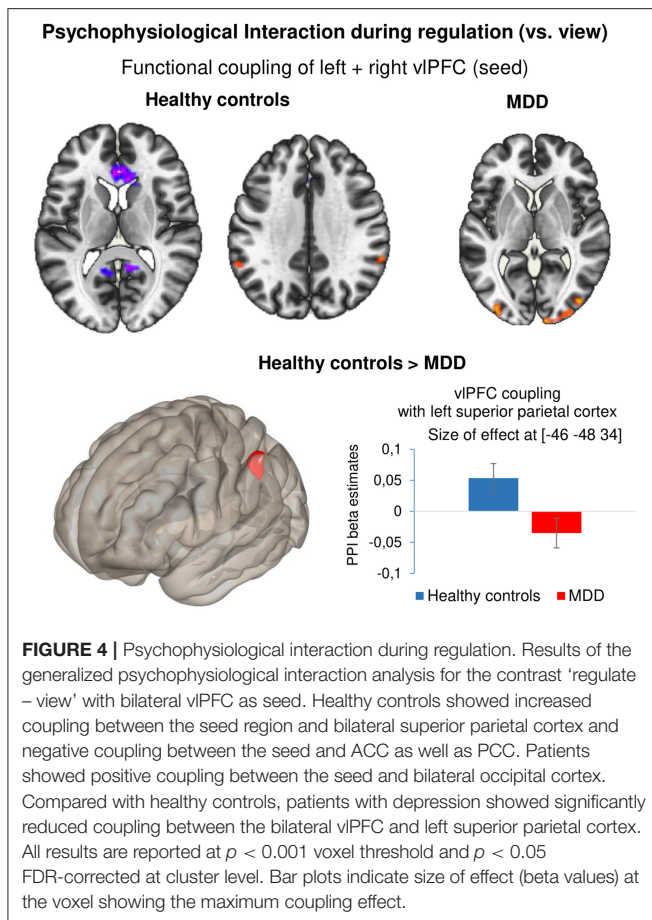 Psychophysiological Interaction during regulation (vs. view)
Functional coupling of left + right vlPFC (seed)
Healthy controls
MDD
Healthy controls > MDD
vlPFC coupling
with left superior parietal cortex
Size of effect at [-46 -48 34]
PPI beta estimates
0,1
0,05
0
-0,05
-0,1
Healthy controls
MDD
FIGURE 4 | Psychophysiological interaction during regulation. Results of the
generalized psychophysiological interaction analysis for the contrast ‘regulate
– view’ with bilateral vlPFC as seed. Healthy controls showed increased
coupling between the seed region and bilateral superior parietal cortex and
negative coupling between the seed and ACC as well as PCC. Patients
showed positive coupling between the seed and bilateral occipital cortex.
Compared with healthy controls, patients with depression showed significantly
reduced coupling between the bilateral vlPFC and left superior parietal cortex.
All results are reported at p < 0.001 voxel threshold and p < 0.05
FDR-corrected at cluster level. Bar plots indicate size of effect (beta values) at
the voxel showing the maximum coupling effect.